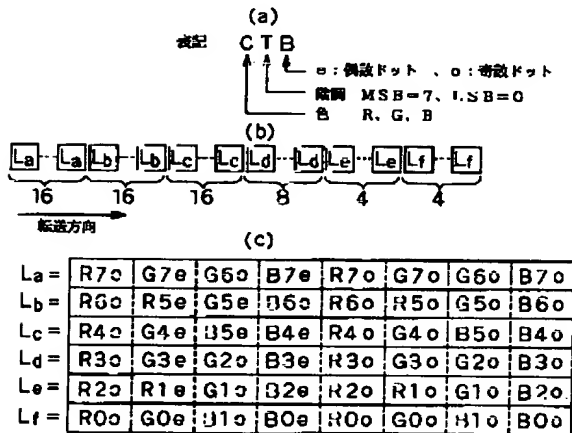 (a)
表記 C T B
e:偶数ドット 、o:奇数ドット
階調 MSB=7、LSB=0
色 R, G, B
(b)
La La Lb Lb Lc Lc Ld Ld Le Le Lf Lf
16 16 16 8 4 4
転送方向
(c)
La = R7o G7e G6o B7e R7o G7o G6o B7o
Lb = R6o R5e G5e B6o R6o R5o G5o B6o
Lc = R4o G4e B5e B4e R4o G4o B5o B4o
Ld = R3o G3e G2o B3e R3o G3o G2o B3o
Le = R2o R1e G1o B2e R2o R1o G1o B2o
Lf = R0o G0e B1o B0e R0o G0o B1o B0o